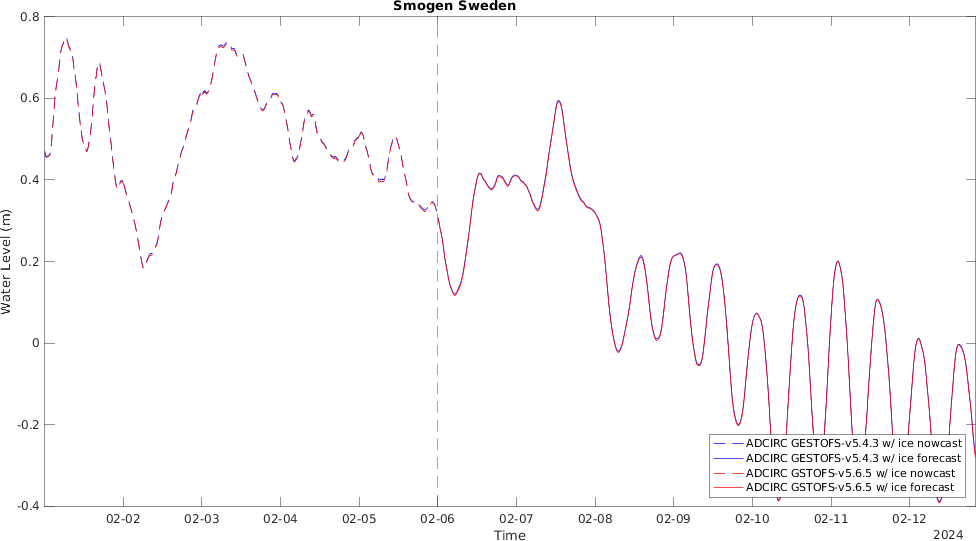 Smogen Sweden
0.8
0.6
0.4
0.2
0
-0.2
-0.4
Water Level (m)
ADCIRC GESTOFS-v5.4.3 w/ ice nowcast
ADCIRC GESTOFS-v5.4.3 w/ ice forecast
ADCIRC GSTOFS-v5.6.5 w/ ice nowcast
ADCIRC GSTOFS-v5.6.5 w/ ice forecast
02-02 02-03 02-04 02-05 02-06 02-07 02-08 02-09 02-10 02-11 02-12
Time
2024